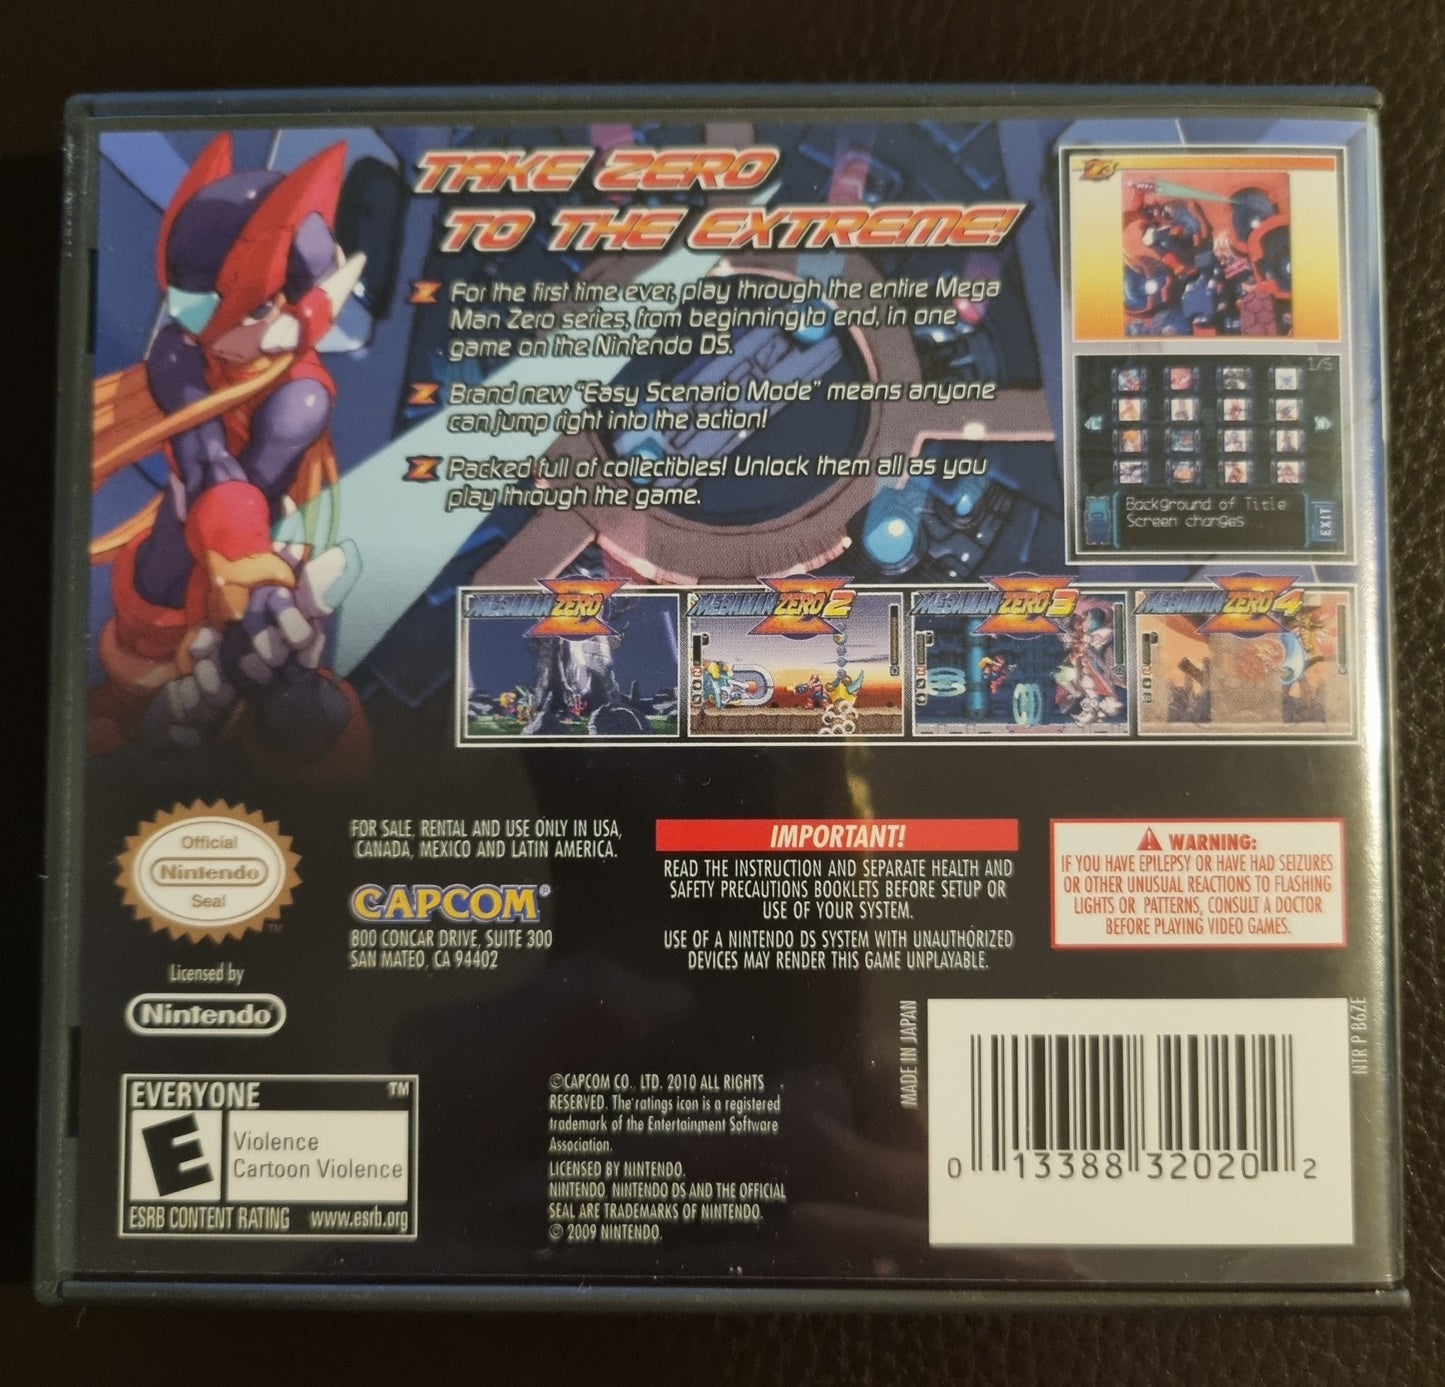 TAKE ZERO
TO THE EXTREME!
For the first time ever, play through the entire Mega
Man Zero series, from beginning to end, in one
game on the Nintendo DS.
Brand new "Easy Scenario Mode" means anyone
can jump right into the action!
Packed full of collectibles! Unlock them all as you
play through the game.
Z3
1/5
Background of Title
Screen changes
EXIT
MEGAMAN ZERO
MEGAMAN ZERO 2
MEGAMAN ZERO 3
MEGAMAN ZERO 4
Official
Nintendo
Seal
TM
Licensed by
Nintendo
FOR SALE, RENTAL AND USE ONLY IN USA,
CANADA, MEXICO AND LATIN AMERICA.
CAPCOM®
800 CONCAR DRIVE, SUITE 300
SAN MATEO, CA 94402
IMPORTANT!
READ THE INSTRUCTION AND SEPARATE HEALTH AND
SAFETY PRECAUTIONS BOOKLETS BEFORE SETUP OR
USE OF YOUR SYSTEM.
USE OF A NINTENDO DS SYSTEM WITH UNAUTHORIZED
DEVICES MAY RENDER THIS GAME UNPLAYABLE.
WARNING:
IF YOU HAVE EPILEPSY OR HAVE HAD SEIZURES
OR OTHER UNUSUAL REACTIONS TO FLASHING
LIGHTS OR PATTERNS, CONSULT A DOCTOR
BEFORE PLAYING VIDEO GAMES.
EVERYONE TM
E
Violence
Cartoon Violence
ESRB CONTENT RATING www.esrb.org
©CAPCOM CO., LTD. 2010 ALL RIGHTS
RESERVED. The ratings icon is a registered
trademark of the Entertainment Software
Association.
LICENSED BY NINTENDO.
NINTENDO, NINTENDO DS AND THE OFFICIAL
SEAL ARE TRADEMARKS OF NINTENDO.
© 2009 NINTENDO.
MADE IN JAPAN
0 13388 32020 2
NTR P B6ZE